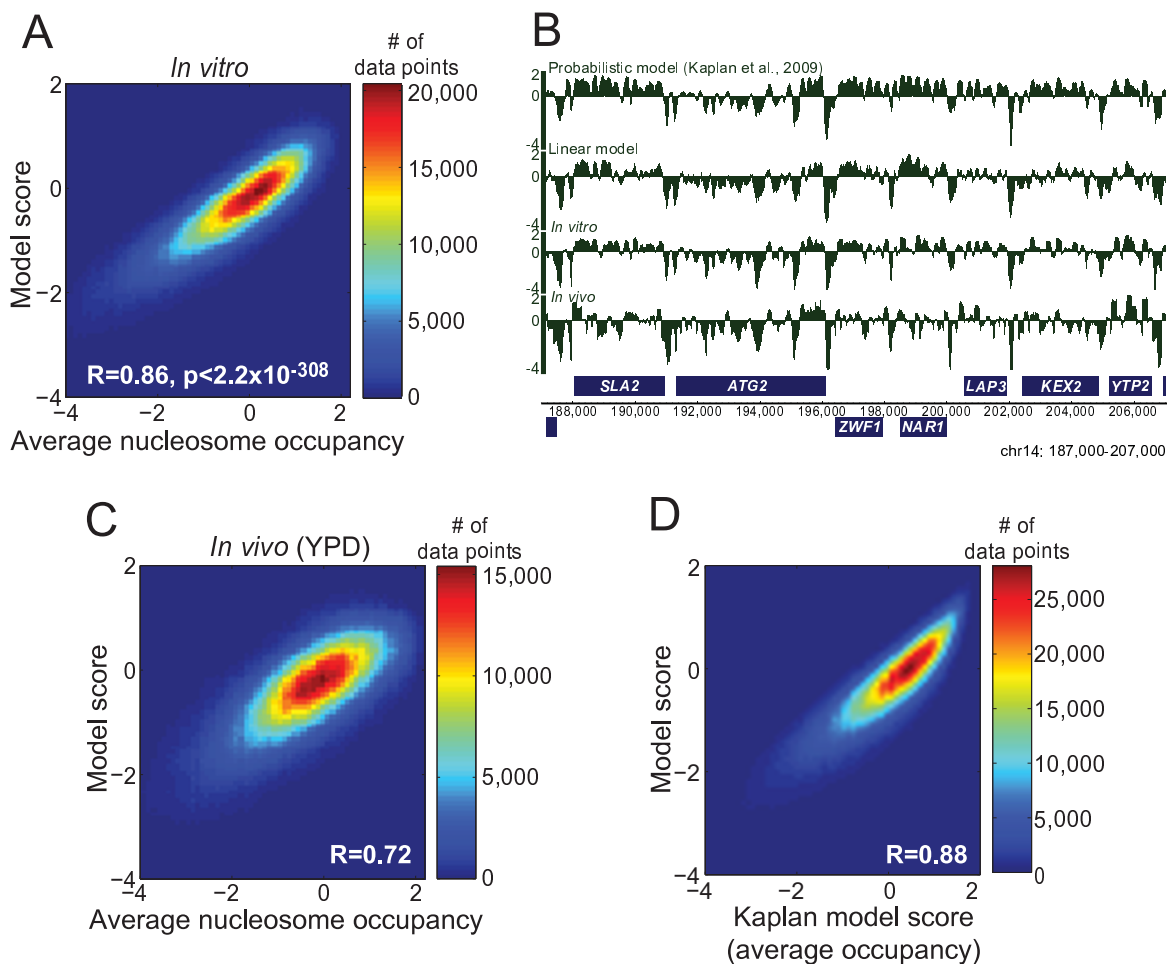 A
In vitro
# of
data points
2
0
−2
−4
Model score
20,000
15,000
10,000
5,000
0
R=0.86, p<2.2x10-308
−4 −2 0 2
Average nucleosome occupancy
B
Probabilistic model (Kaplan et al., 2009)
2
0
-4
Linear model
2
0
-4
In vitro
2
0
-4
In vivo
2
0
-4
SLA2 ATG2 LAP3 KEX2 YTP2
188,000 190,000 192,000 194,000 196,000 198,000 200,000 202,000 204,000 206,000
ZWF1 NAR1
chr14: 187,000-207,000
C
In vivo (YPD)
# of
data points
2
0
−2
−4
Model score
15,000
10,000
5,000
0
R=0.72
−4 −2 0 2
Average nucleosome occupancy
D
# of
data points
2
0
−2
−4
Model score
25,000
20,000
15,000
10,000
5,000
0
R=0.88
−4 −2 0 2
Kaplan model score
(average occupancy)